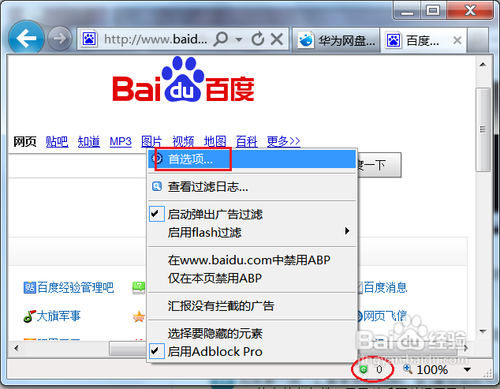 http://www.baid...
华为网盘...
百度...
Bai du 百度
网页 贴吧 知道 MP3 图片 视频 地图 百科 更多>>
首选项...
度一下
查看过滤日志...
启动弹出广告过滤
启用flash过滤
在www.baidu.com中禁用ABP
仅在本页禁用ABP
百度经验管理吧
百度消息
汇报没有拦截的广告
大旗军事
网页飞信
选择要隐藏的元素
启用Adblock Pro
Baidu 经验
0
100%